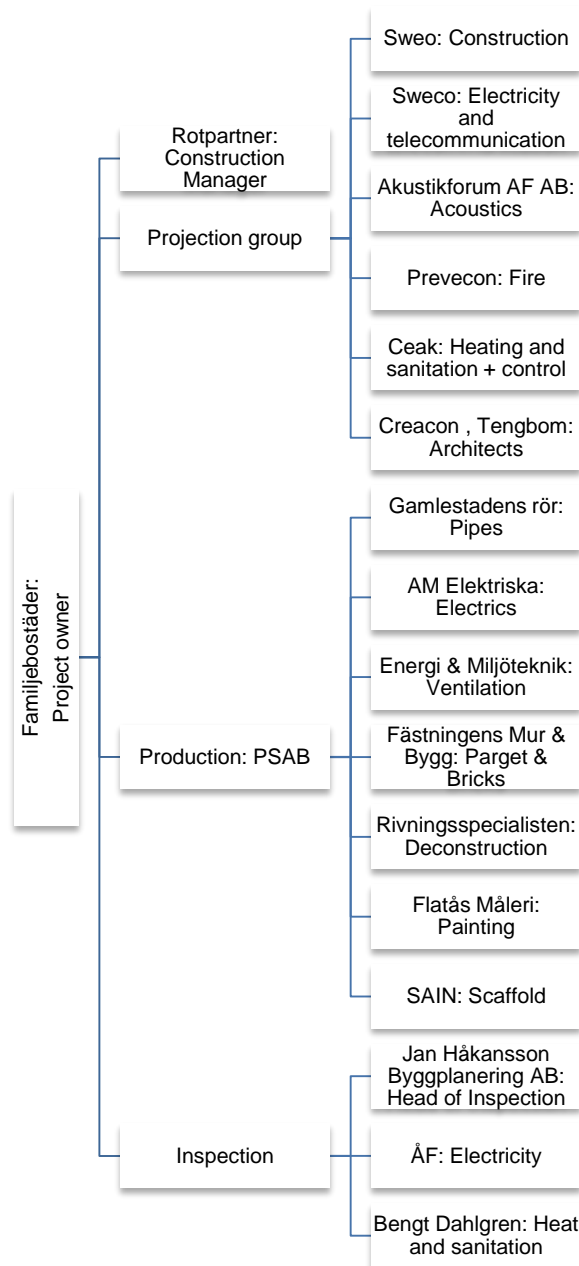 Familjebostäder:
Project owner
Rotpartner:
Construction
Manager
Projection group
Sweo: Construction
Sweco: Electricity
and
telecommunication
Akustikforum AF AB:
Acoustics
Prevecon: Fire
Ceak: Heating and
sanitation + control
Creacon , Tengbom:
Architects
Production: PSAB
Gamlestadens rör:
Pipes
AM Elektriska:
Electrics
Energi & Miljöteknik:
Ventilation
Fästningens Mur &
Bygg: Parget &
Bricks
Rivningsspecialisten:
Deconstruction
Flatås Måleri:
Painting
SAIN: Scaffold
Inspection
Jan Håkansson
Byggplanering AB:
Head of Inspection
ÅF: Electricity
Bengt Dahlgren: Heat
and sanitation